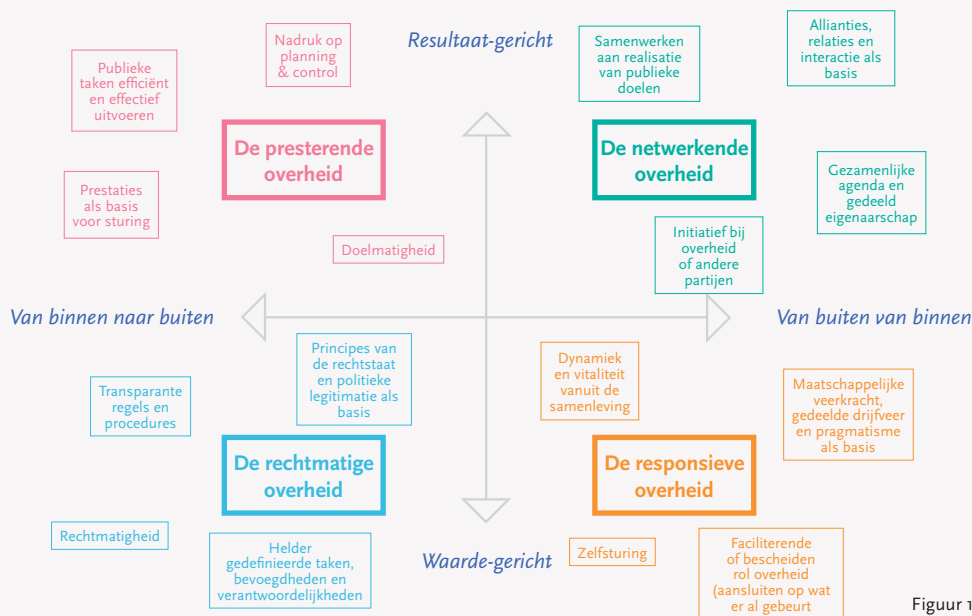 Nadruk op
planning
& control
Publieke
taken efficiënt
en effectief
uitvoeren
De presterende
overheid
Prestaties
als basis
voor sturing
Doelmatigheid
Resultaat-gericht
Samenwerken
aan realisatie
van publieke
doelen
Allianties,
relaties en
interactie als
basis
De netwerkende
overheid
Gezamenlijke
agenda en
gedeeld
eigenaarschap
Initiatief bij
overheid
of andere
partijen
Van binnen naar buiten
Van buiten van binnen
Principes van
de rechtstaat
en politieke
legitimatie als
basis
Transparante
regels en
procedures
De rechtmatige
overheid
Rechtmatigheid
Helder
gedefinieerde taken,
bevoegdheden en
verantwoordelijkheden
Dynamiek
en vitaliteit
vanuit de
samenleving
Maatschappelijke
veerkracht,
gedeelde drijfveer
en pragmatisme
als basis
De responsieve
overheid
Waarde-gericht
Zelfsturing
Faciliterende
of bescheiden
rol overheid
(aansluiten op wat
er al gebeurt
Figuur 1